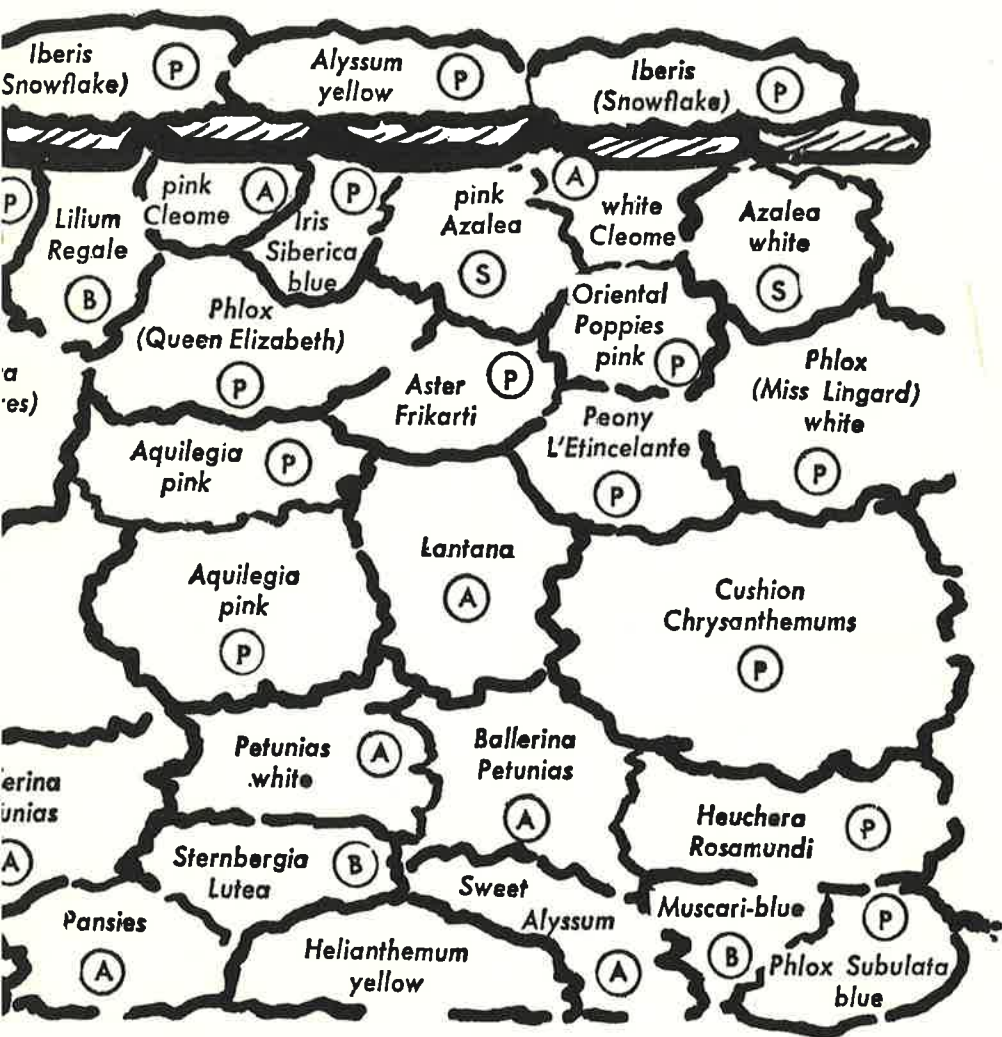 Iberis
(Snowflake)
P
Alyssum
yellow
P
Iberis
(Snowflake)
P
P
Lilium
Regale
B
pink
Cleome
A
Iris
Siberica
blue
P
pink
Azalea
S
A
white
Cleome
Azalea
white
S
Phlox
(Queen Elizabeth)
P
Aster
Frikarti
P
Oriental
Poppies
pink
P
Phlox
(Miss Lingard)
white
P
Aquilegia
pink
P
Peony
L'Etincelante
P
Aquilegia
pink
P
Lantana
A
Cushion
Chrysanthemums
P
erina
unias
A
Petunias
white
A
Ballerina
Petunias
A
Heuchera
Rosamundi
P
Sternbergia
Lutea
B
Sweet
Alyssum
A
Muscari-blue
B
P
Phlox Subulata
blue
Pansies
A
Helianthemum
yellow